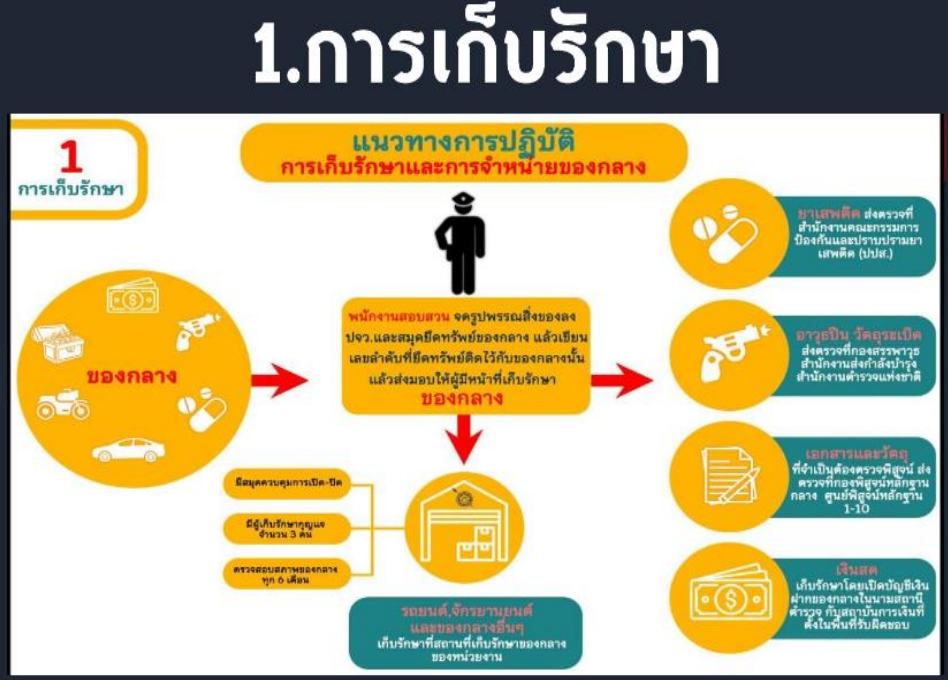 1.การเก็บรักษา
1
การเก็บรักษา
แนวทางการปฏิบัติ
การเก็บรักษาและการจำหน่ายของกลาง
ของกลาง
พนักงานสอบสวน จดรูปพรรณสิ่งของลง
ปจว.และสมุดยึดทรัพย์ของกลาง แล้วเขียน
เลขลำดับที่ยึดทรัพย์ติดไว้กับของกลางนั้น
แล้วส่งมอบให้ผู้มีหน้าที่เก็บรักษา
ของกลาง
ยาเสพติด ส่งตรวจที่
สำนักงานคณะกรรมการ
ป้องกันและปราบปรามยา
เสพติด (ปปส.)
อาวุธปืน วัตถุระเบิด
ส่งตรวจที่กองสรรพาวุธ
สำนักงานส่งกำลังบำรุง
สำนักงานตำรวจแห่งชาติ
เอกสารและวัตถุ
ที่จำเป็นต้องตรวจพิสูจน์ ส่ง
ตรวจที่กองพิสูจน์หลักฐาน
กลาง ศูนย์พิสูจน์หลักฐาน
1-10
เงินสด
เก็บรักษาโดยเปิดบัญชีเงิน
ฝากของกลางในนามสถานี
ตำรวจ กับสถาบันการเงินที่
ตั้งในพื้นที่รับผิดชอบ
มีสมุดควบคุมการเปิด-ปิด
มีผู้เก็บรักษากุญแจ
จำนวน 3 คน
ตรวจสอบสภาพของกลาง
ทุก 6 เดือน
รถยนต์,จักรยานยนต์
และของกลางอื่นๆ
เก็บรักษาที่สถานที่เก็บรักษาของกลาง
ของหน่วยงาน